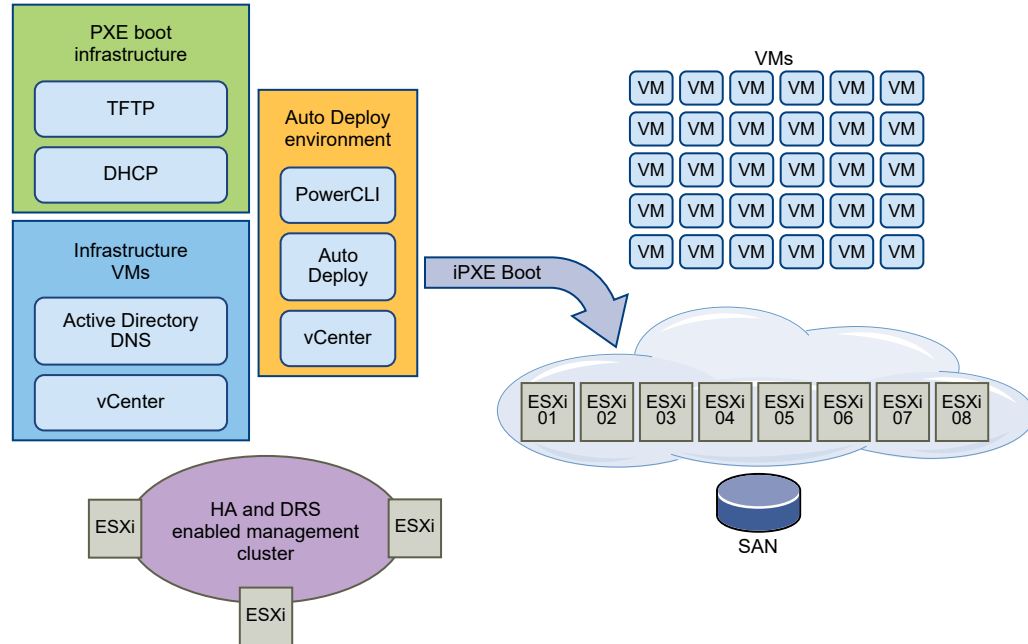 PXE boot
infrastructure
TFTP
DHCP
Infrastructure
VMs
Active Directory
DNS
vCenter
Auto Deploy
environment
PowerCLI
Auto
Deploy
vCenter
iPXE Boot
VMs
VM VM VM VM VM VM
VM VM VM VM VM VM
VM VM VM VM VM VM
VM VM VM VM VM VM
VM VM VM VM VM VM
ESXi ESXi ESXi ESXi ESXi ESXi ESXi ESXi
01 02 03 04 05 06 07 08
SAN
HA and DRS
enabled management
cluster
ESXi
ESXi
ESXi